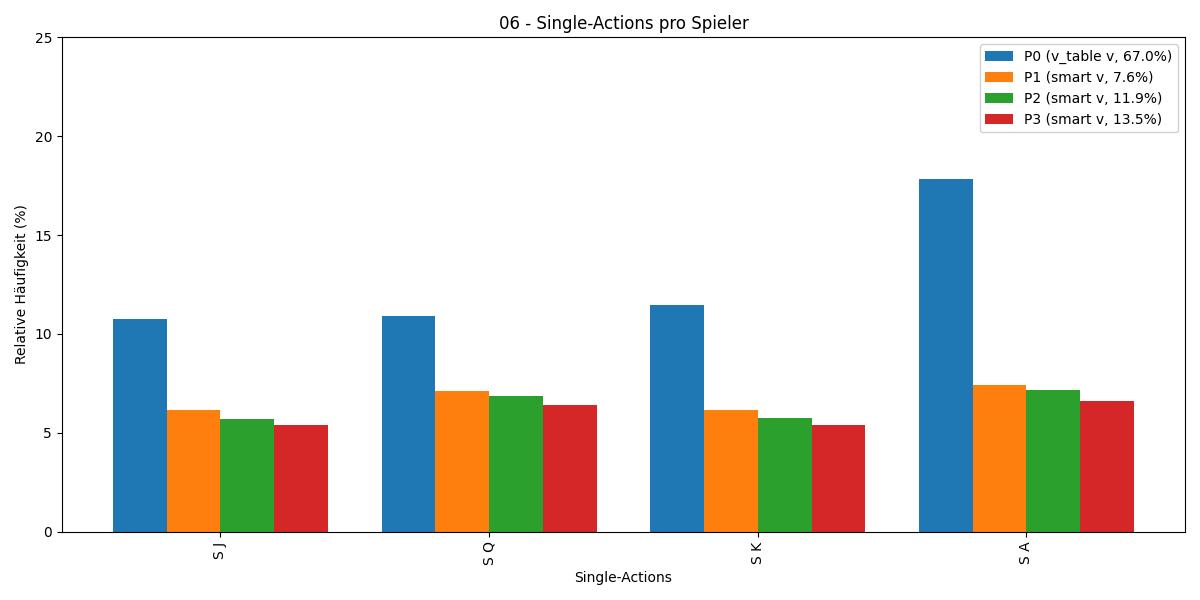 06 - Single-Actions pro Spieler
P0 (v_table v, 67.0%)
P1 (smart v, 7.6%)
P2 (smart v, 11.9%)
P3 (smart v, 13.5%)
Relative Häufigkeit (%)
25
20
15
10
5
0
S J
S Q
S K
S A
Single-Actions